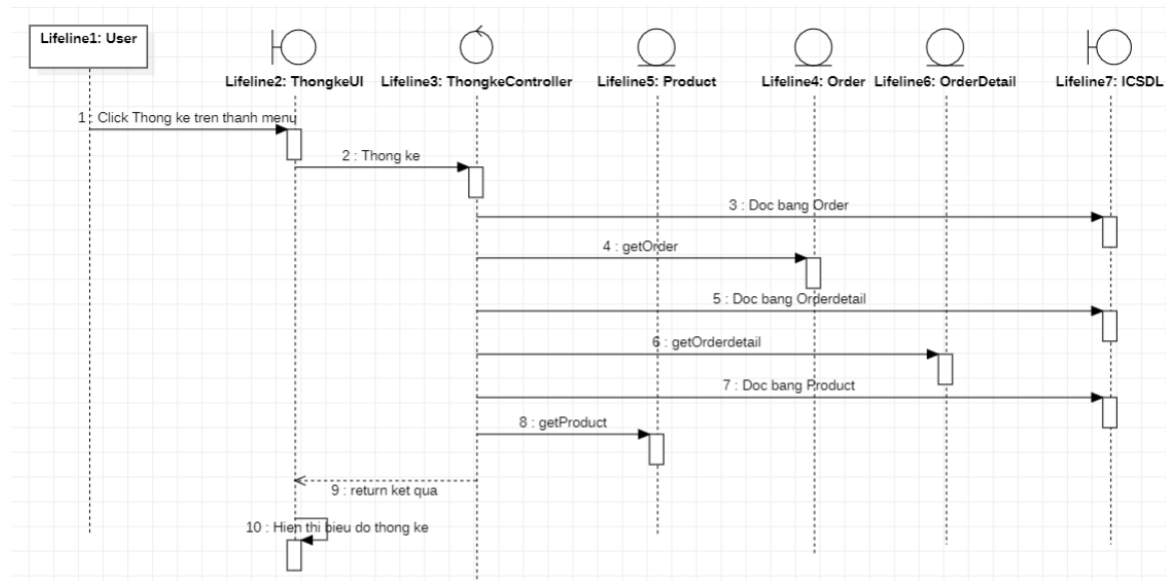 Lifeline1: User
Lifeline2: ThongkeUI
Lifeline3: ThongkeController
Lifeline5: Product
Lifeline4: Order
Lifeline6: OrderDetail
Lifeline7: ICSDL
1 : Click Thong ke tren thanh menu
2 : Thong ke
3 : Doc bang Order
4 : getOrder
5 : Doc bang Orderdetail
6 : getOrderdetail
7 : Doc bang Product
8 : getProduct
9 : return ket qua
10 : Hien thi bieu do thong ke